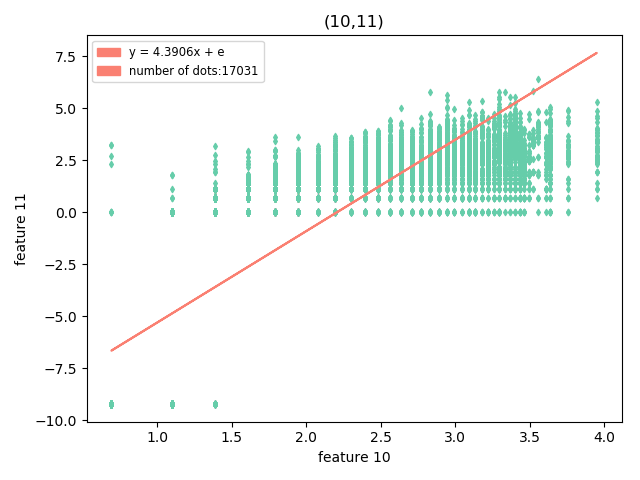 (10,11)
y = 4.3906x + e
number of dots:17031
7.5
5.0
2.5
0.0
−2.5
−5.0
−7.5
−10.0
feature 11
1.0 1.5 2.0 2.5 3.0 3.5 4.0
feature 10